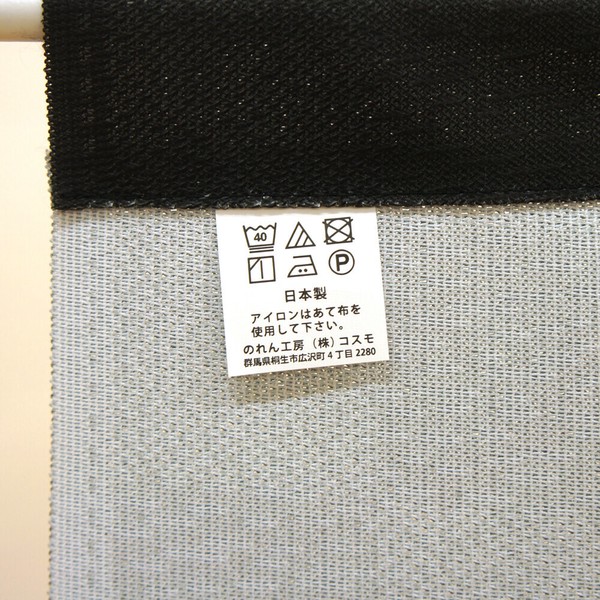 40
P
日本製
アイロンはあて布を
使用して下さい。
のれん工房（株）コスモ
群馬県桐生市広沢町４丁目2280